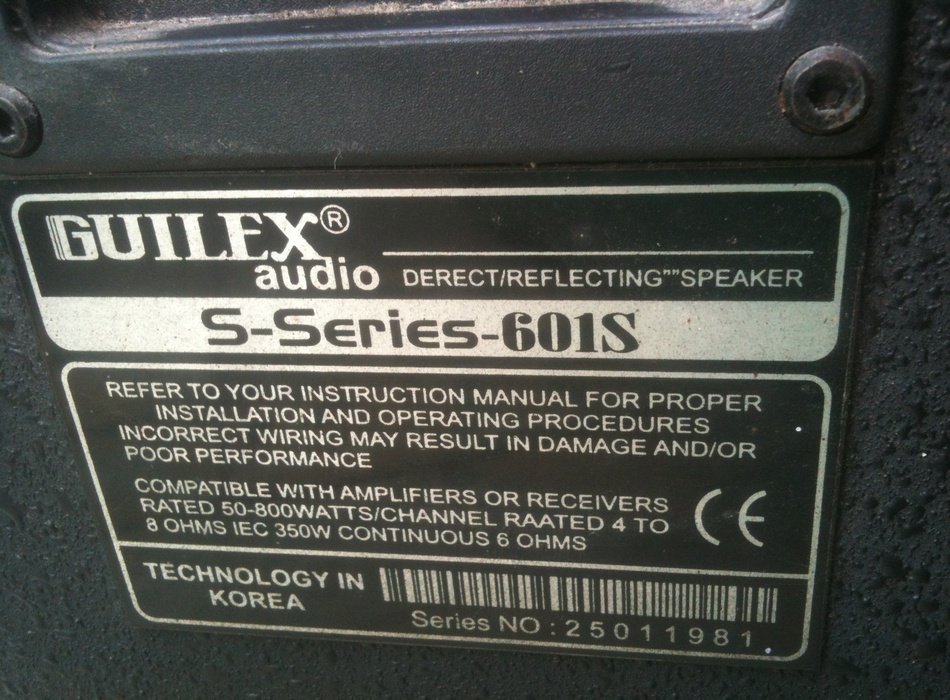 GUILEX®
audio DERECT/REFLECTING""SPEAKER
S-Series-601S
REFER TO YOUR INSTRUCTION MANUAL FOR PROPER
INSTALLATION AND OPERATING PROCEDURES
INCORRECT WIRING MAY RESULT IN DAMAGE AND/OR
POOR PERFORMANCE
COMPATIBLE WITH AMPLIFIERS OR RECEIVERS
RATED 50-800WATTS/CHANNEL RAATED 4 TO
8 OHMS IEC 350W CONTINUOUS 6 OHMS
CE
TECHNOLOGY IN
KOREA
Series NO : 25011981